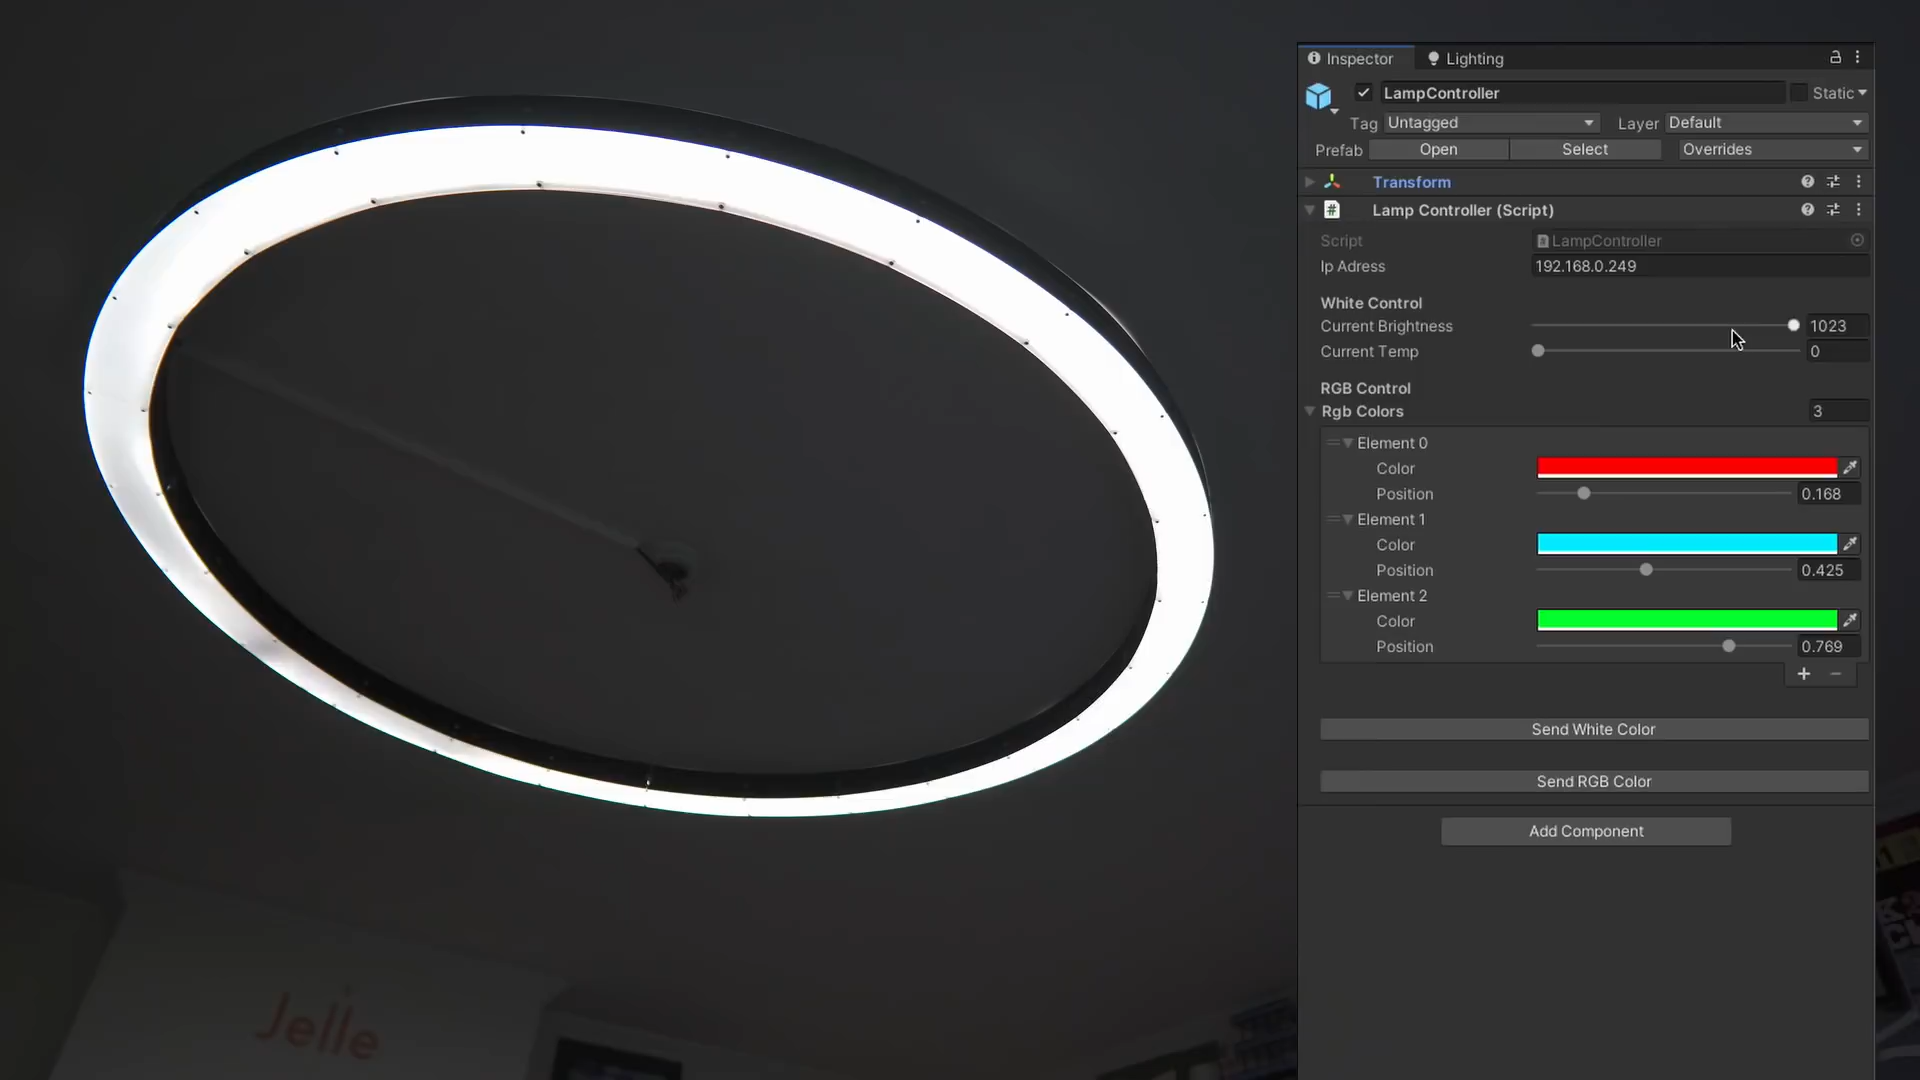 Inspector
Lighting
LampController
Static
Tag Untagged
Layer Default
Prefab Open Select Overrides
Transform
Lamp Controller (Script)
Script LampController
Ip Adress 192.168.0.249
White Control
Current Brightness 1023
Current Temp 0
RGB Control
Rgb Colors 3
Element 0
Color
Position 0.168
Element 1
Color
Position 0.425
Element 2
Color
Position 0.769
Send White Color
Send RGB Color
Add Component
Jelle